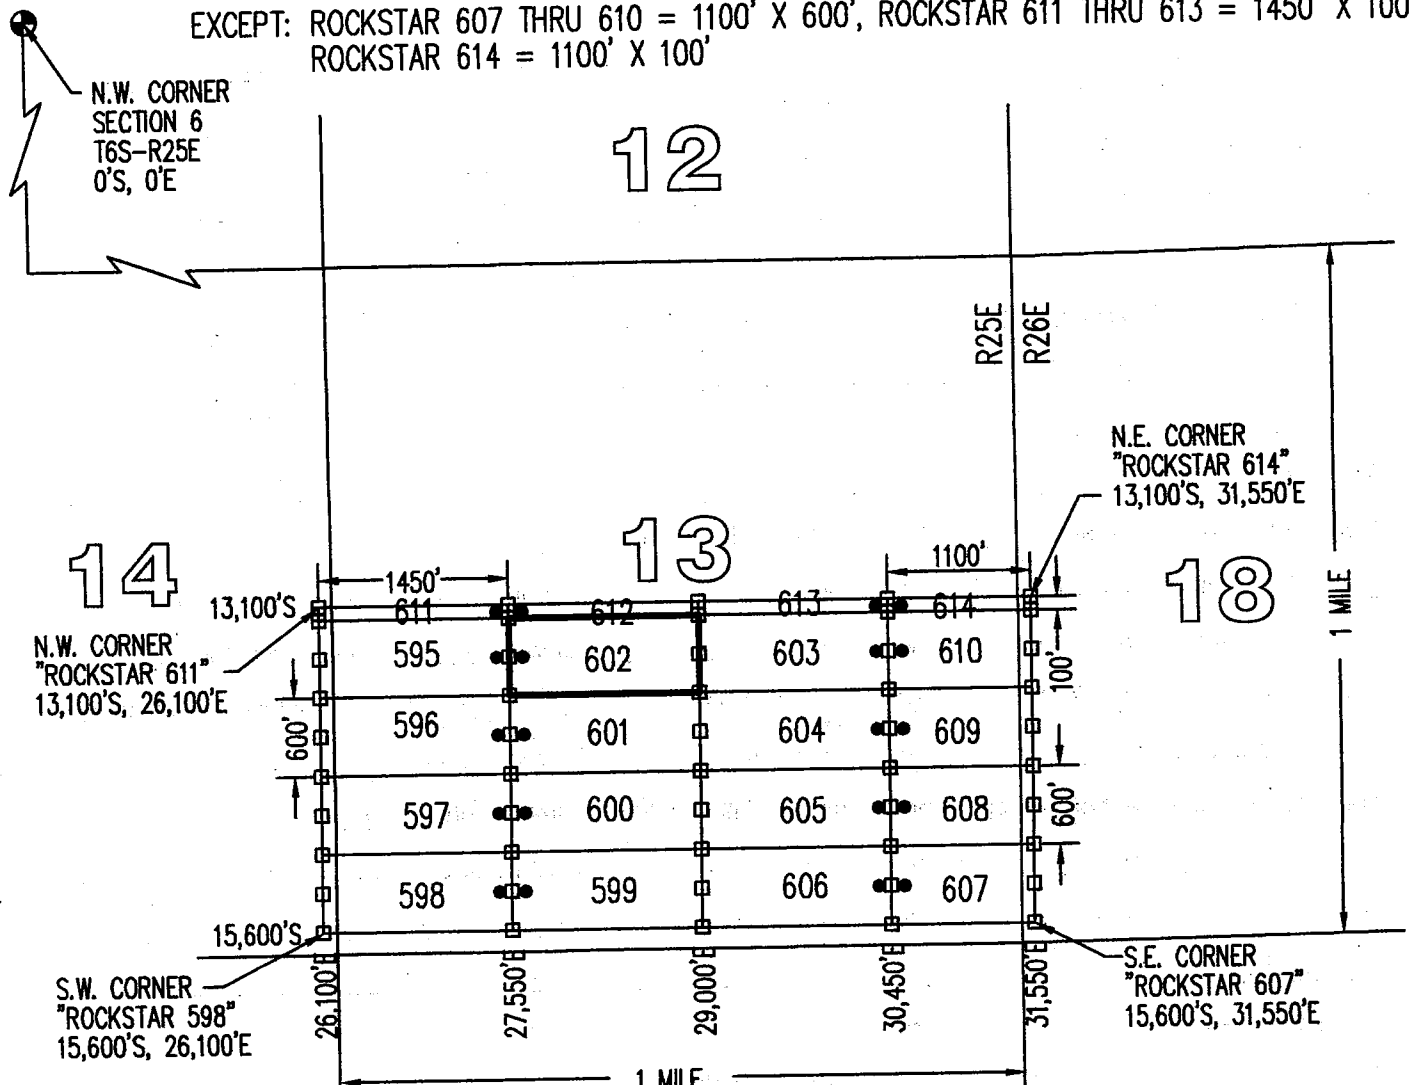 EXCEPT: ROCKSTAR 607 THRU 610 = 1100' X 600', ROCKSTAR 611 THRU 613 = 1450' X 100
ROCKSTAR 614 = 1100' X 100'
N.W. CORNER
SECTION 6
T6S-R25E
0'S, 0'E
12
R25E
R26E
N.E. CORNER
"ROCKSTAR 614"
13,100'S, 31,550'E
14
13
18
1 MILE
1450'
1100'
13,100'S
611
612
613
614
N.W. CORNER
"ROCKSTAR 611"
13,100'S, 26,100'E
595
602
603
610
100'
600'
596
601
604
609
597
600
605
608
600'
598
599
606
607
15,600'S
S.W. CORNER
"ROCKSTAR 598"
15,600'S, 26,100'E
26,100'E
27,550'E
29,000'E
30,450'E
31,550'E
S.E. CORNER
"ROCKSTAR 607"
15,600'S, 31,550'E
1 MILE